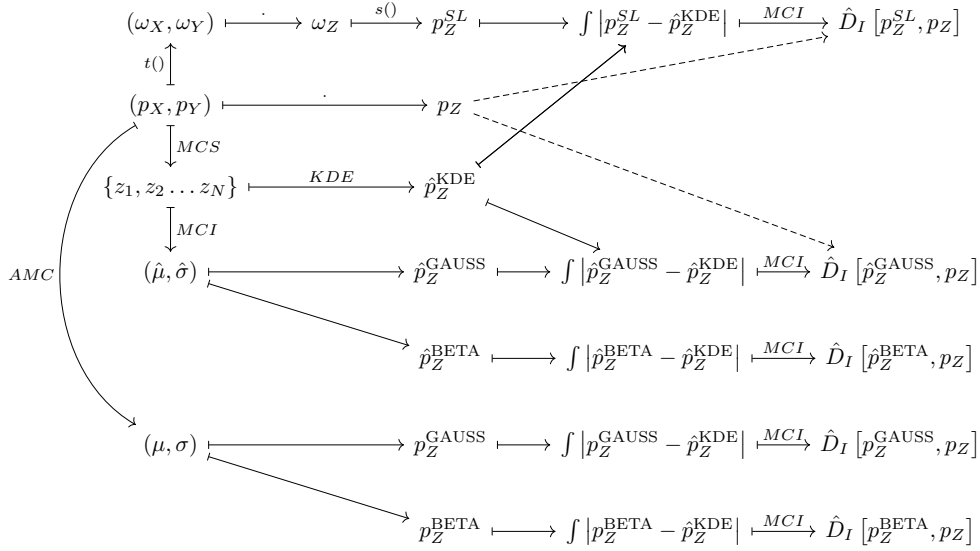 (ω_X, ω_Y) · ω_Z s() p_Z^{SL} ∫ |p_Z^{SL} − p̂_Z^{KDE}| MCI D̂_I [p_Z^{SL}, p_Z]
t()
(p_X, p_Y) · p_Z
MCS
{z_1, z_2 … z_N} KDE p̂_Z^{KDE}
MCI
AMC
(μ̂, σ̂) p̂_Z^{GAUSS} ∫ |p̂_Z^{GAUSS} − p̂_Z^{KDE}| MCI D̂_I [p̂_Z^{GAUSS}, p_Z]
p̂_Z^{BETA} ∫ |p̂_Z^{BETA} − p̂_Z^{KDE}| MCI D̂_I [p̂_Z^{BETA}, p_Z]
(μ, σ) p_Z^{GAUSS} ∫ |p_Z^{GAUSS} − p̂_Z^{KDE}| MCI D̂_I [p_Z^{GAUSS}, p_Z]
p_Z^{BETA} ∫ |p_Z^{BETA} − p̂_Z^{KDE}| MCI D̂_I [p_Z^{BETA}, p_Z]